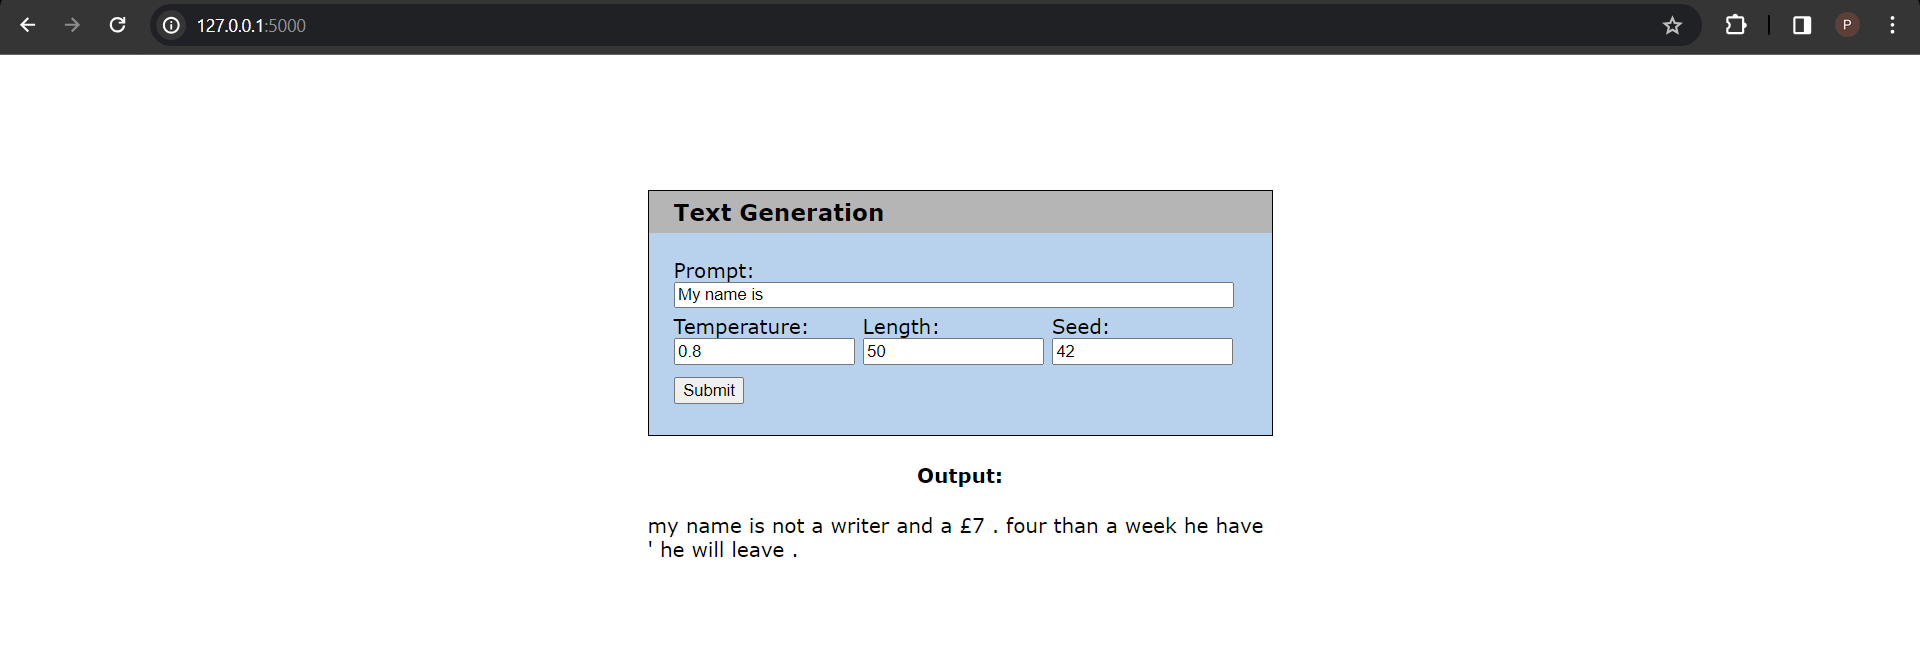 127.0.0.1:5000
P
Text Generation
Prompt:
My name is
Temperature: Length: Seed:
0.8 50 42
Submit
Output:
my name is not a writer and a £7 . four than a week he have
' he will leave .